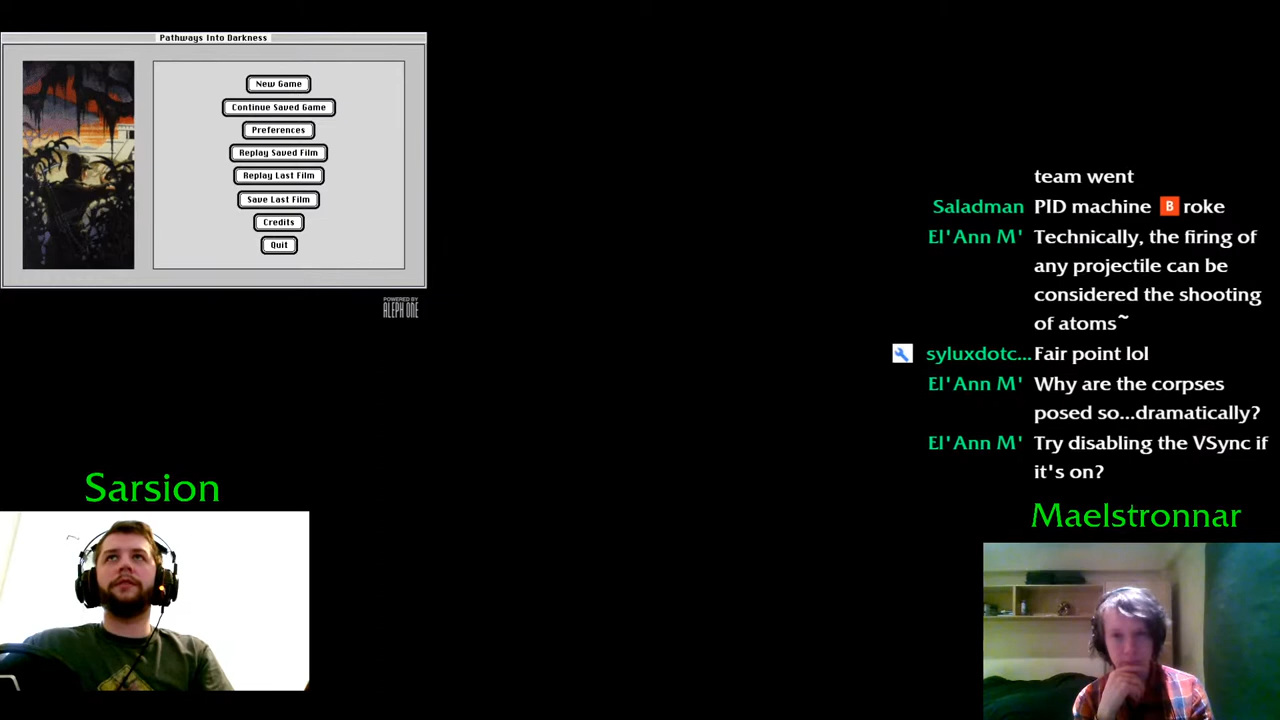 Pathways Into Darkness
New Game
Continue Saved Game
Preferences
Replay Saved Film
Replay Last Film
Save Last Film
Credits
Quit
POWERED BY
ALEPH ONE
team went
Saladman PID machine 🅱roke
El'Ann M' Technically, the firing of
any projectile can be
considered the shooting
of atoms~
syluxdotc... Fair point lol
El'Ann M' Why are the corpses
posed so...dramatically?
El'Ann M' Try disabling the VSync if
it's on?
Sarsion
Maelstronnar